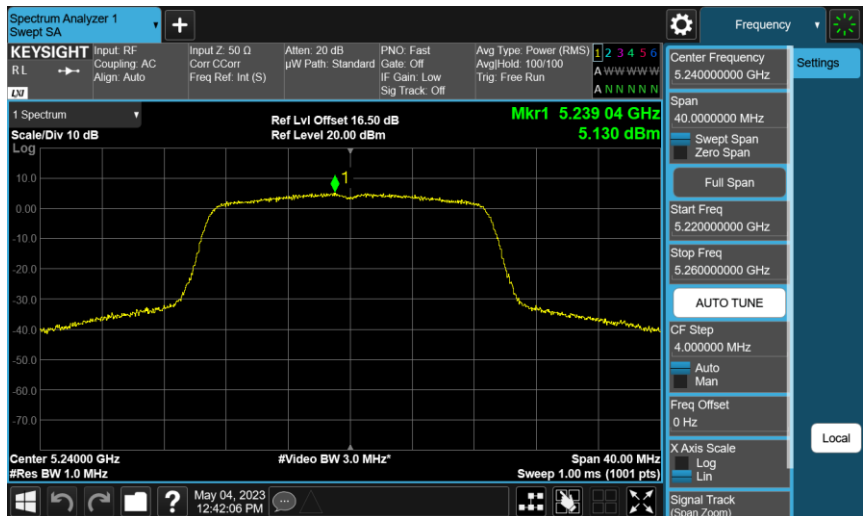 Spectrum Analyzer 1
Swept SA
Frequency
KEYSIGHT
RL
LXI
Input: RF
Coupling: AC
Align: Auto
Input Z: 50 Ω
Corr CCorr
Freq Ref: Int (S)
Atten: 20 dB
µW Path: Standard
PNO: Fast
Gate: Off
IF Gain: Low
Sig Track: Off
Avg Type: Power (RMS)
Avg|Hold: 100/100
Trig: Free Run
1 2 3 4 5 6
A W W W W W
A N N N N N
1 Spectrum
Scale/Div 10 dB
Log
Ref Lvl Offset 16.50 dB
Ref Level 20.00 dBm
Mkr1 5.239 04 GHz
5.130 dBm
1
10.0
0.00
-10.0
-20.0
-30.0
-40.0
-50.0
-60.0
-70.0
Center 5.24000 GHz
#Res BW 1.0 MHz
#Video BW 3.0 MHz*
Span 40.00 MHz
Sweep 1.00 ms (1001 pts)
?
May 04, 2023
12:42:06 PM
Center Frequency
5.240000000 GHz
Span
40.0000000 MHz
Swept Span
Zero Span
Full Span
Start Freq
5.220000000 GHz
Stop Freq
5.260000000 GHz
AUTO TUNE
CF Step
4.000000 MHz
Auto
Man
Freq Offset
0 Hz
X Axis Scale
Log
Lin
Signal Track
(Span Zoom)
Settings
Local